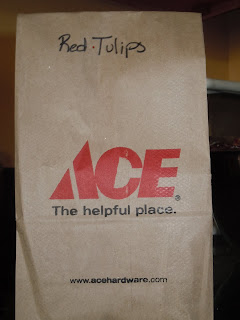 Red·Tulips
ACE®
The helpful place.
www.acehardware.com